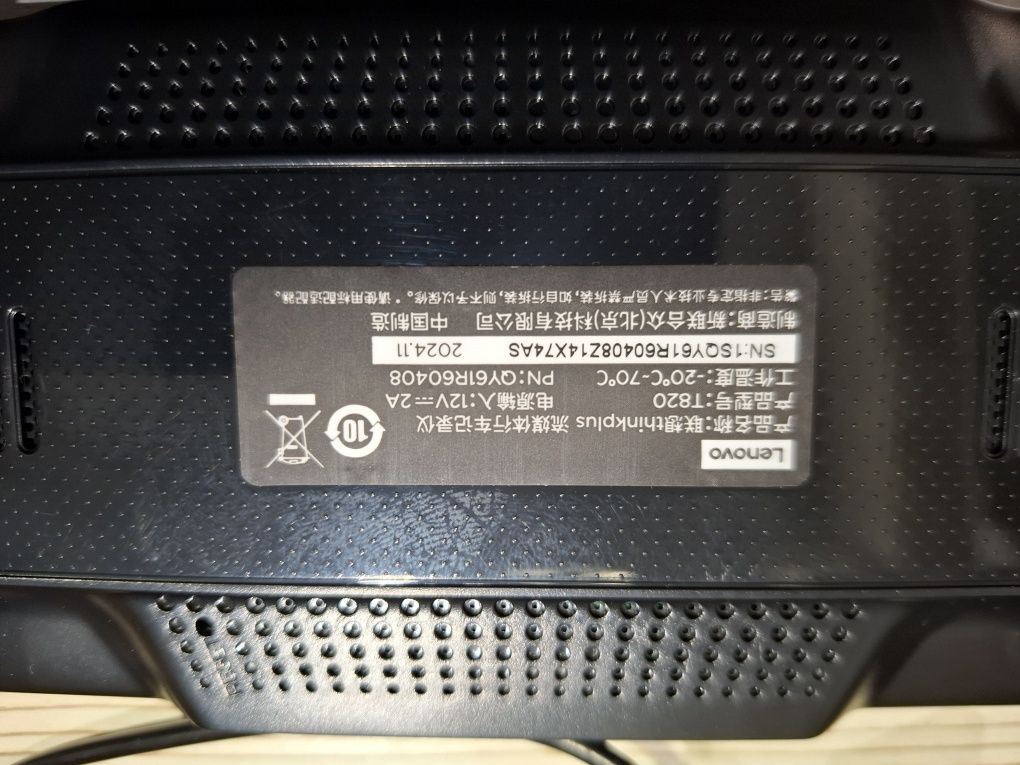 Lenovo
产品名称：联想thinkplus 流媒体行车记录仪
产品型号：T820 电源输入：12V⎓2A
工作温度：-20℃~70℃ PN:QY61R60408
SN:1SQY61R60408Z14X74AS 2024.11
制造商：新联合众(北京)科技有限公司 中国制造
警告：非指定专业技术人员严禁拆装，如自行拆装，则不予以保修。*请使用标配适配器。
10